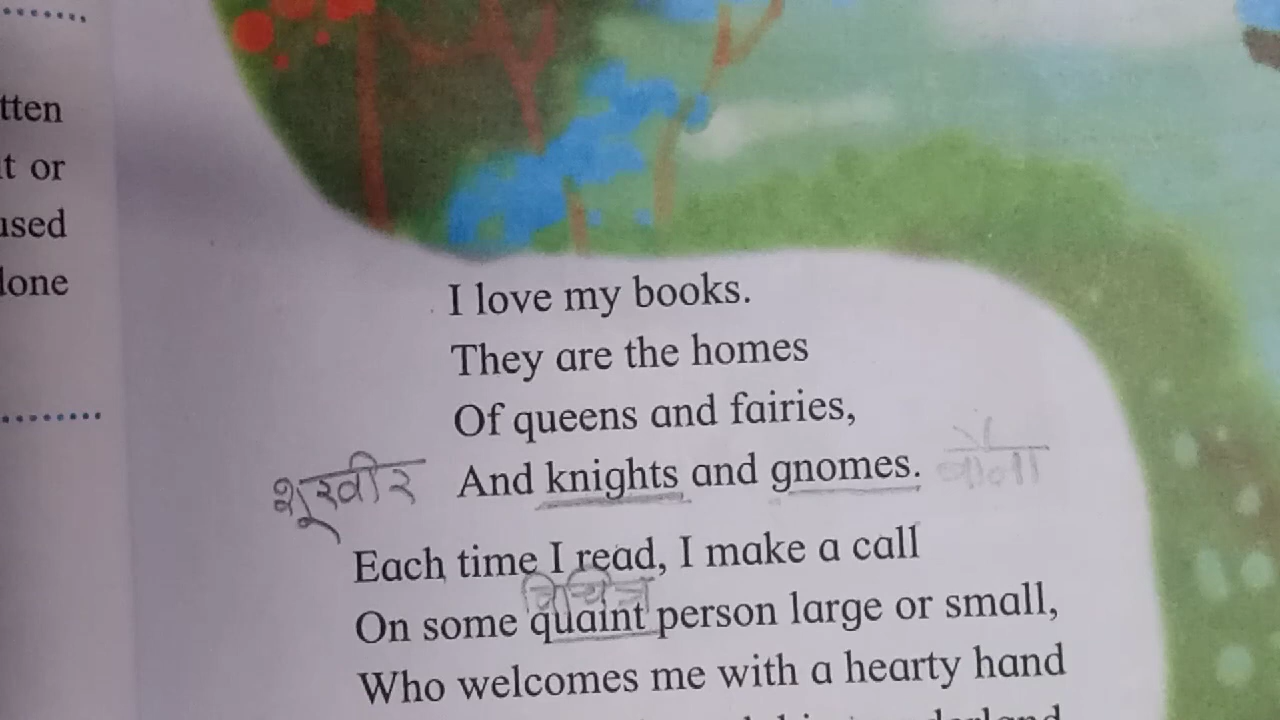 tten
t or
used
lone
I love my books.
They are the homes
Of queens and fairies,
शूरवीर And knights and gnomes. बौना
Each time I read, I make a call
विचित्र
On some quaint person large or small,
Who welcomes me with a hearty hand